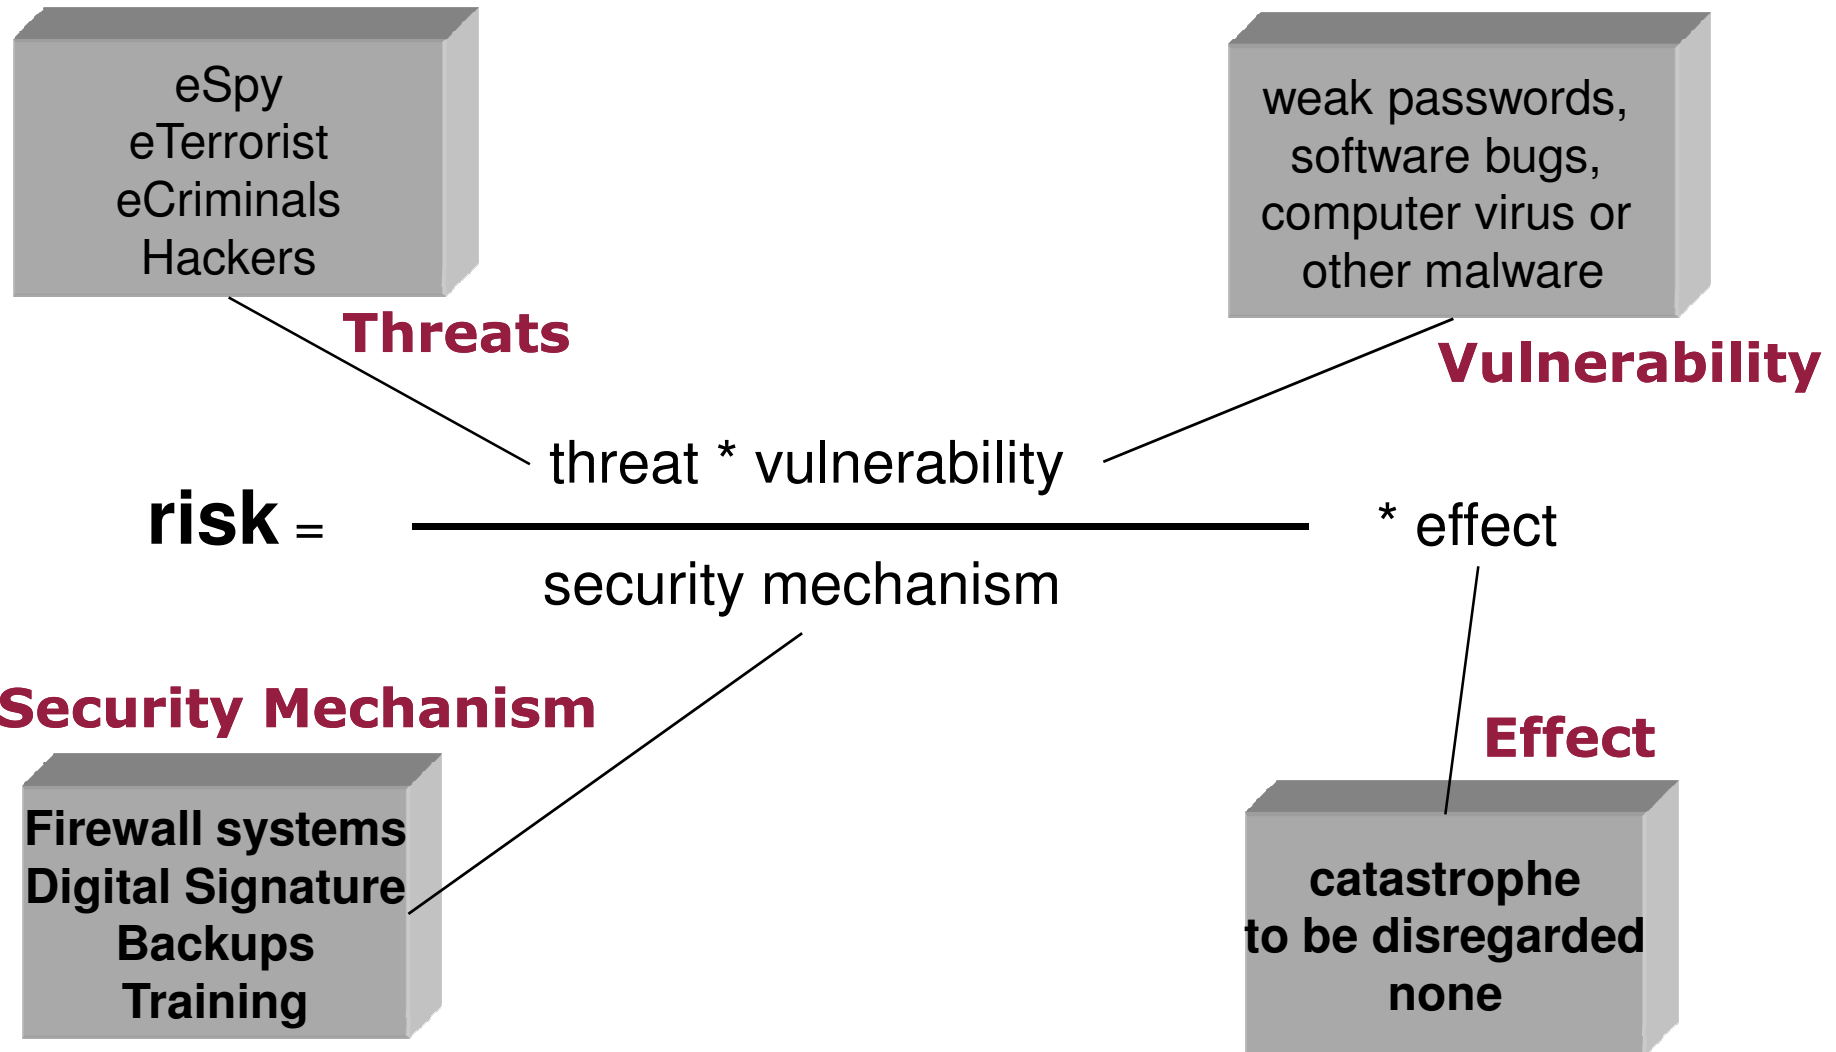 eSpy
eTerrorist
eCriminals
Hackers
Threats
weak passwords,
software bugs,
computer virus or
other malware
Vulnerability
threat * vulnerability
risk =
* effect
security mechanism
Security Mechanism
Firewall systems
Digital Signature
Backups
Training
Effect
catastrophe
to be disregarded
none